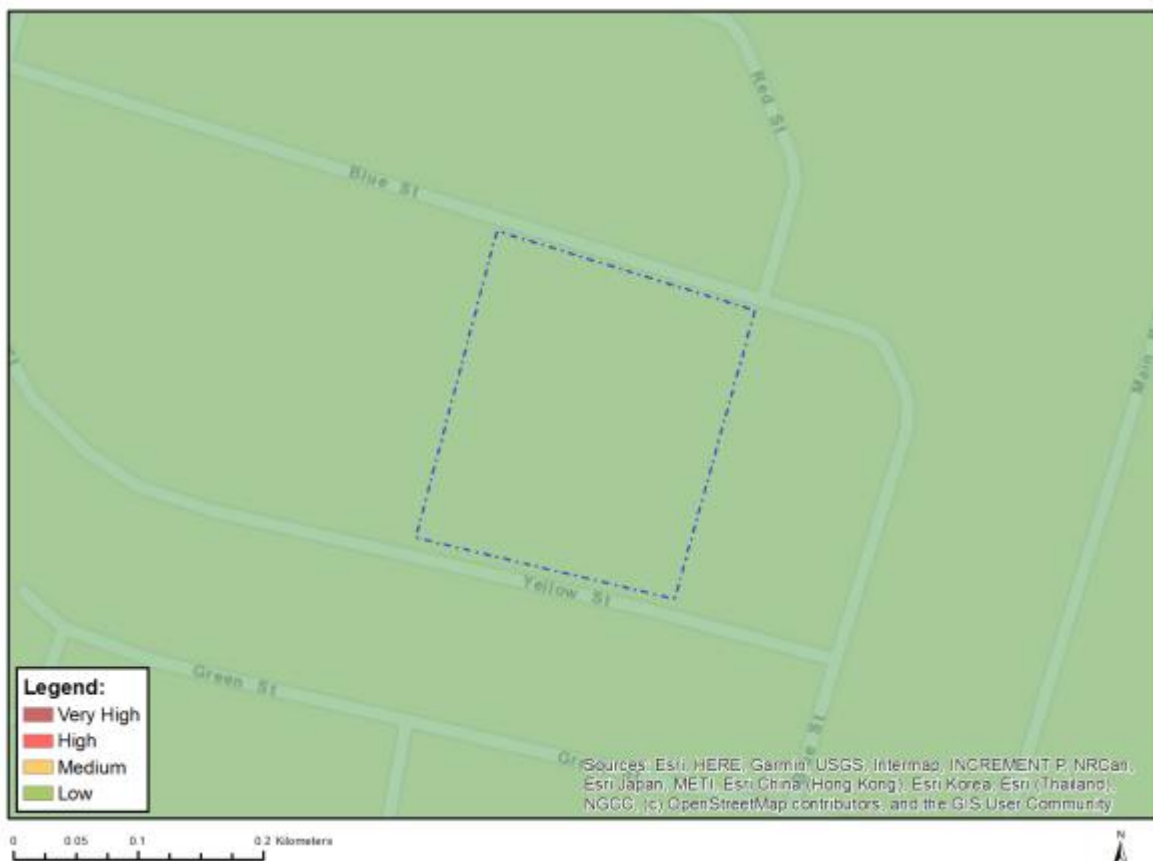 Red St
Blue St
Main
Yellow St
Green St
Legend:
Very High
High
Medium
Low
Sources: Esri, HERE, Garmin, USGS, Intermap, INCREMENT P, NRCan,
Esri Japan, METI, Esri China (Hong Kong), Esri Korea, Esri (Thailand),
NGCC, (c) OpenStreetMap contributors, and the GIS User Community
0 0.05 0.1 0.2 Kilometers
N